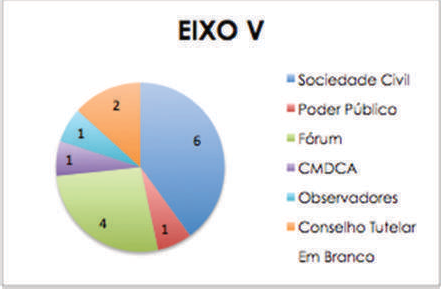 EIXO V
2
6
1
1
4
1
Sociedade Civil
Poder Público
Fórum
CMDCA
Observadores
Conselho Tutelar
Em Branco